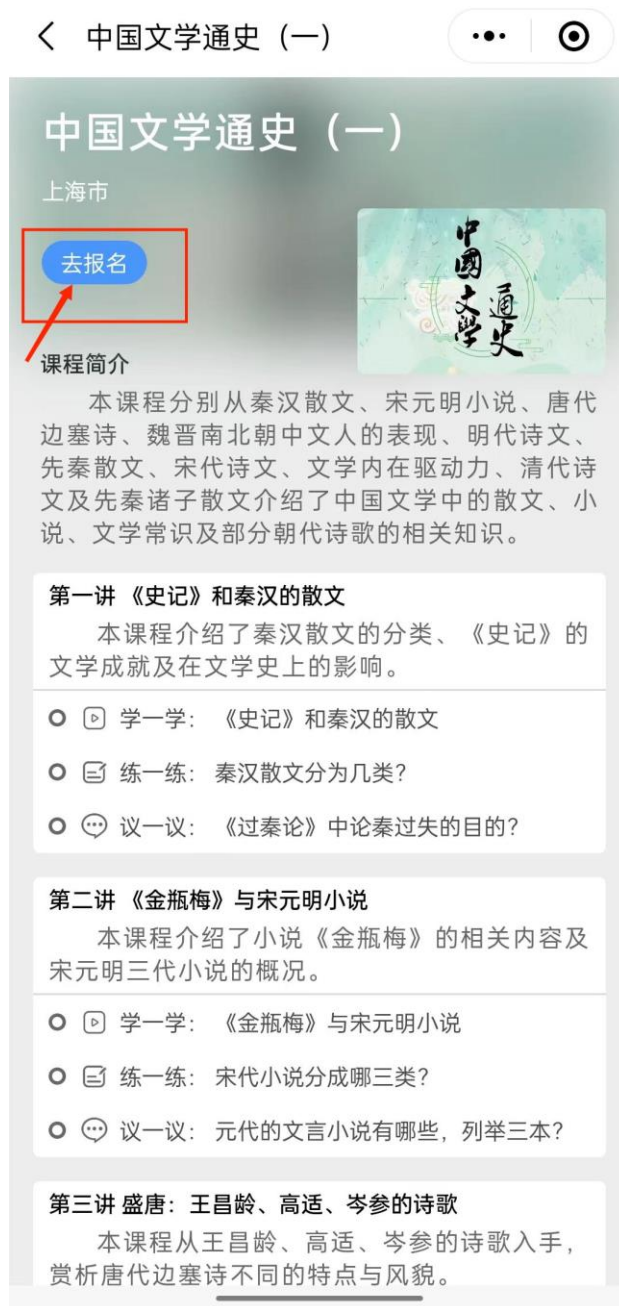 中国文学通史（一）
中国文学通史（一）
上海市
去报名
中國文學通史
课程简介
本课程分别从秦汉散文、宋元明小说、唐代
边塞诗、魏晋南北朝中文人的表现、明代诗文、
先秦散文、宋代诗文、文学内在驱动力、清代诗
文及先秦诸子散文介绍了中国文学中的散文、小
说、文学常识及部分朝代诗歌的相关知识。
第一讲 《史记》和秦汉的散文
本课程介绍了秦汉散文的分类、《史记》的
文学成就及在文学史上的影响。
学一学： 《史记》和秦汉的散文
练一练： 秦汉散文分为几类?
议一议： 《过秦论》中论秦过失的目的?
第二讲 《金瓶梅》与宋元明小说
本课程介绍了小说《金瓶梅》的相关内容及
宋元明三代小说的概况。
学一学： 《金瓶梅》与宋元明小说
练一练： 宋代小说分成哪三类?
议一议： 元代的文言小说有哪些，列举三本?
第三讲 盛唐：王昌龄、高适、岑参的诗歌
本课程从王昌龄、高适、岑参的诗歌入手，
赏析唐代边塞诗不同的特点与风貌。